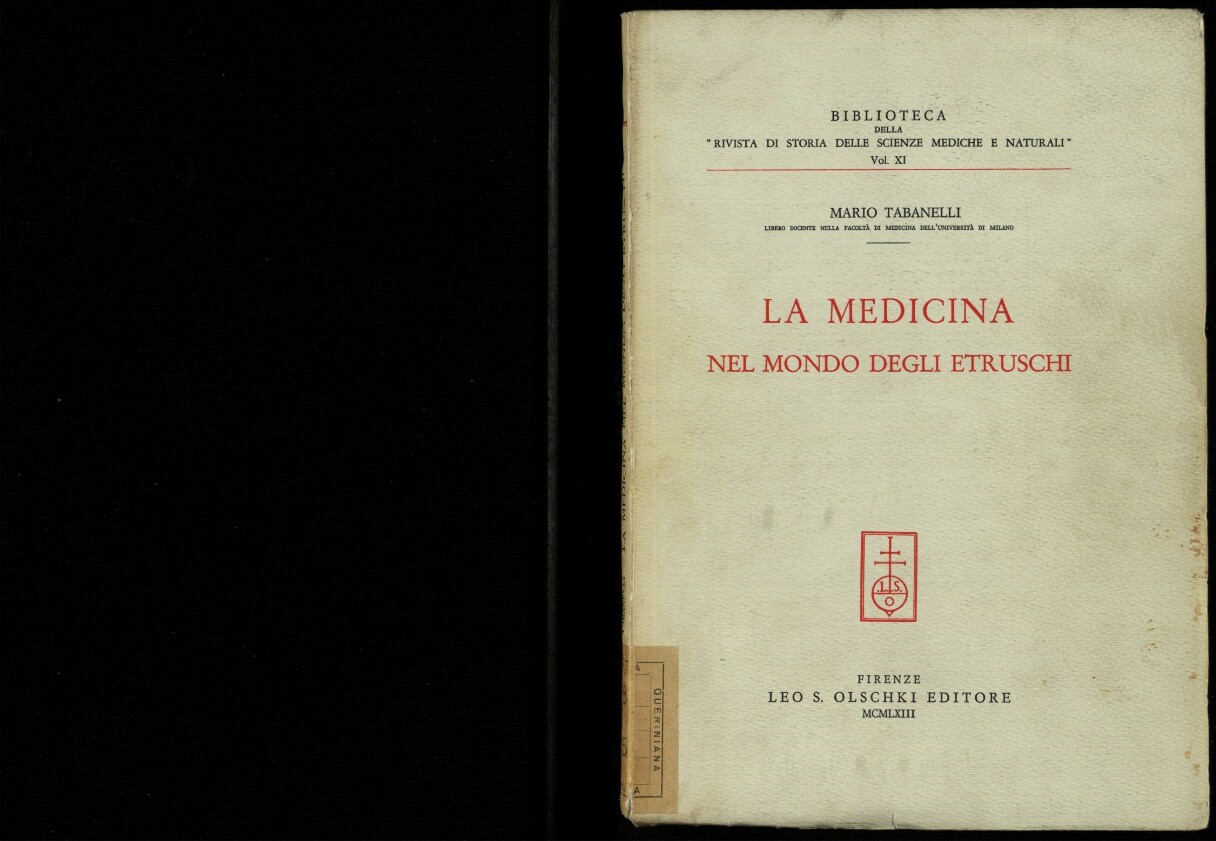 BIBLIOTECA
DELLA
"RIVISTA DI STORIA DELLE SCIENZE MEDICHE E NATURALI"
Vol. XI
MARIO TABANELLI
LIBERO DOCENTE NELLA FACOLTÀ DI MEDICINA DELL'UNIVERSITÀ DI MILANO
LA MEDICINA
NEL MONDO DEGLI ETRUSCHI
.L.S.
O
FIRENZE
LEO S. OLSCHKI EDITORE
MCMLXIII
QUERINIANA